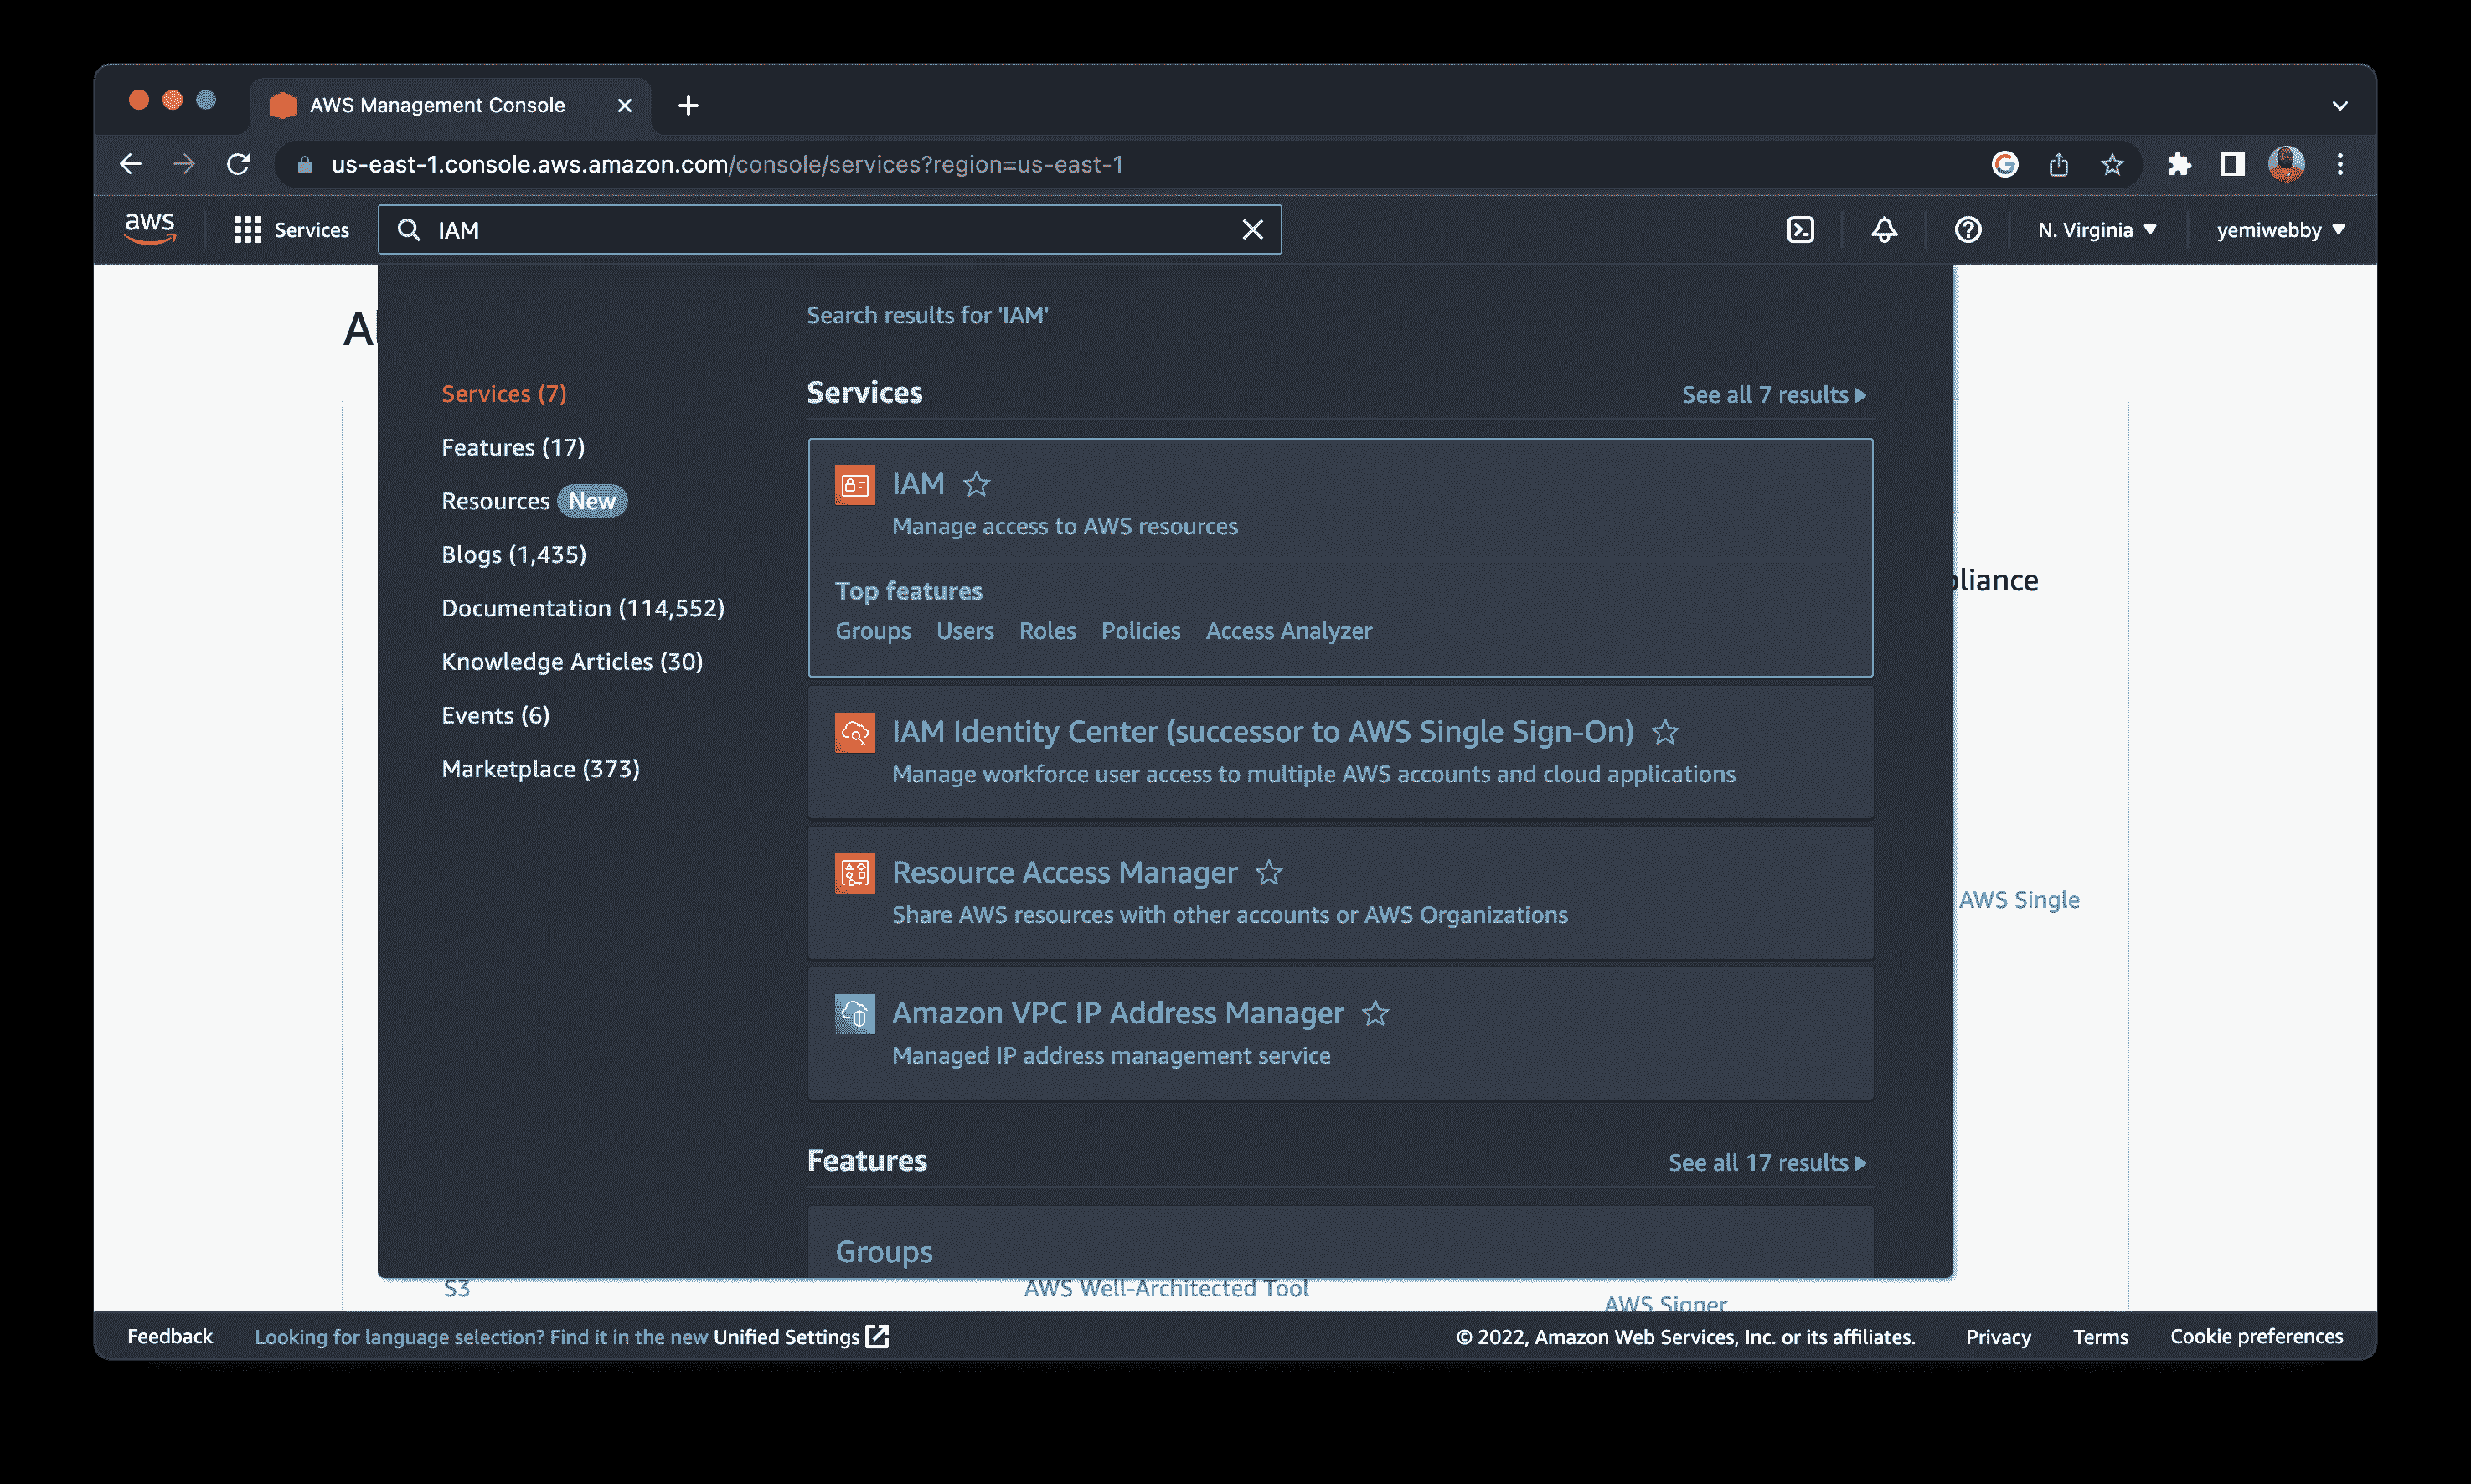 AWS Management Console
us-east-1.console.aws.amazon.com/console/services?region=us-east-1
aws
Services
IAM
N. Virginia
yemiwebby
A
Search results for 'IAM'
Services (7)
Features (17)
Resources New
Blogs (1,435)
Documentation (114,552)
Knowledge Articles (30)
Events (6)
Marketplace (373)
Services
See all 7 results
IAM
Manage access to AWS resources
Top features
Groups Users Roles Policies Access Analyzer
IAM Identity Center (successor to AWS Single Sign-On)
Manage workforce user access to multiple AWS accounts and cloud applications
Resource Access Manager
Share AWS resources with other accounts or AWS Organizations
Amazon VPC IP Address Manager
Managed IP address management service
Features
See all 17 results
Groups
pliance
AWS Single
S3
AWS Well-Architected Tool
AWS Signer
Feedback
Looking for language selection? Find it in the new Unified Settings
© 2022, Amazon Web Services, Inc. or its affiliates.
Privacy
Terms
Cookie preferences